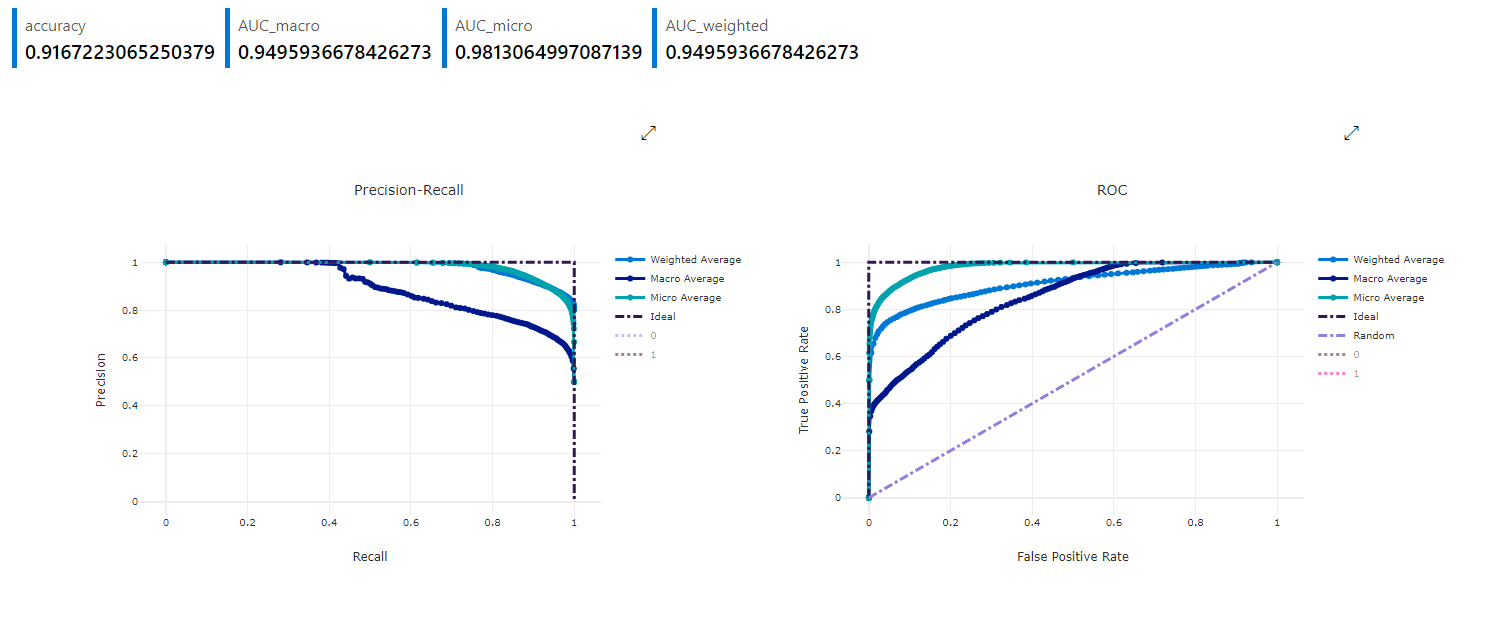 accuracy
0.9167223065250379
AUC_macro
0.9495936678426273
AUC_micro
0.9813064997087139
AUC_weighted
0.9495936678426273
Precision-Recall
1
0.8
0.6
0.4
0.2
0
Precision
0 0.2 0.4 0.6 0.8 1
Recall
Weighted Average
Macro Average
Micro Average
Ideal
0
1
ROC
1
0.8
0.6
0.4
0.2
0
True Positive Rate
0 0.2 0.4 0.6 0.8 1
False Positive Rate
Weighted Average
Macro Average
Micro Average
Ideal
Random
0
1